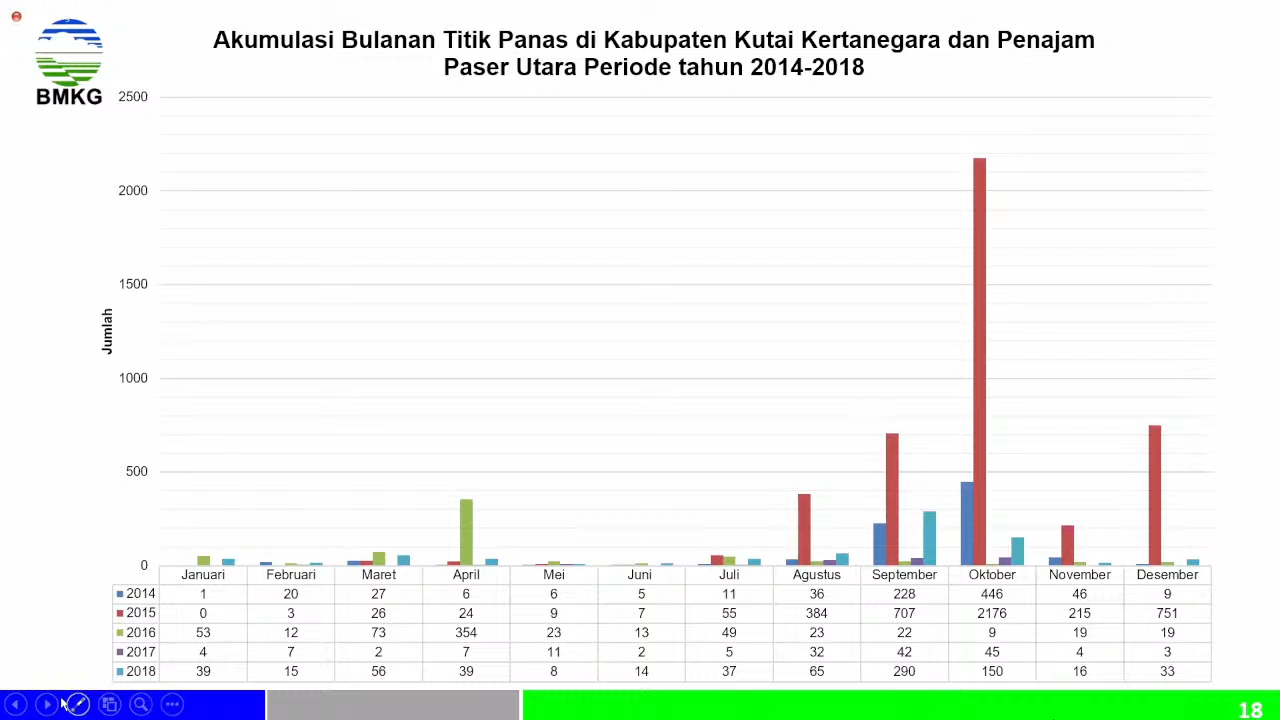 Akumulasi Bulanan Titik Panas di Kabupaten Kutai Kertanegara dan Penajam
Paser Utara Periode tahun 2014-2018
BMKG
2500
2000
1500
1000
500
0
Jumlah
Januari Februari Maret April Mei Juni Juli Agustus September Oktober November Desember
2014 1 20 27 6 6 5 11 36 228 446 46 9
2015 0 3 26 24 9 7 55 384 707 2176 215 751
2016 53 12 73 354 23 13 49 23 22 9 19 19
2017 4 7 2 7 11 2 5 32 42 45 4 3
2018 39 15 56 39 8 14 37 65 290 150 16 33
18